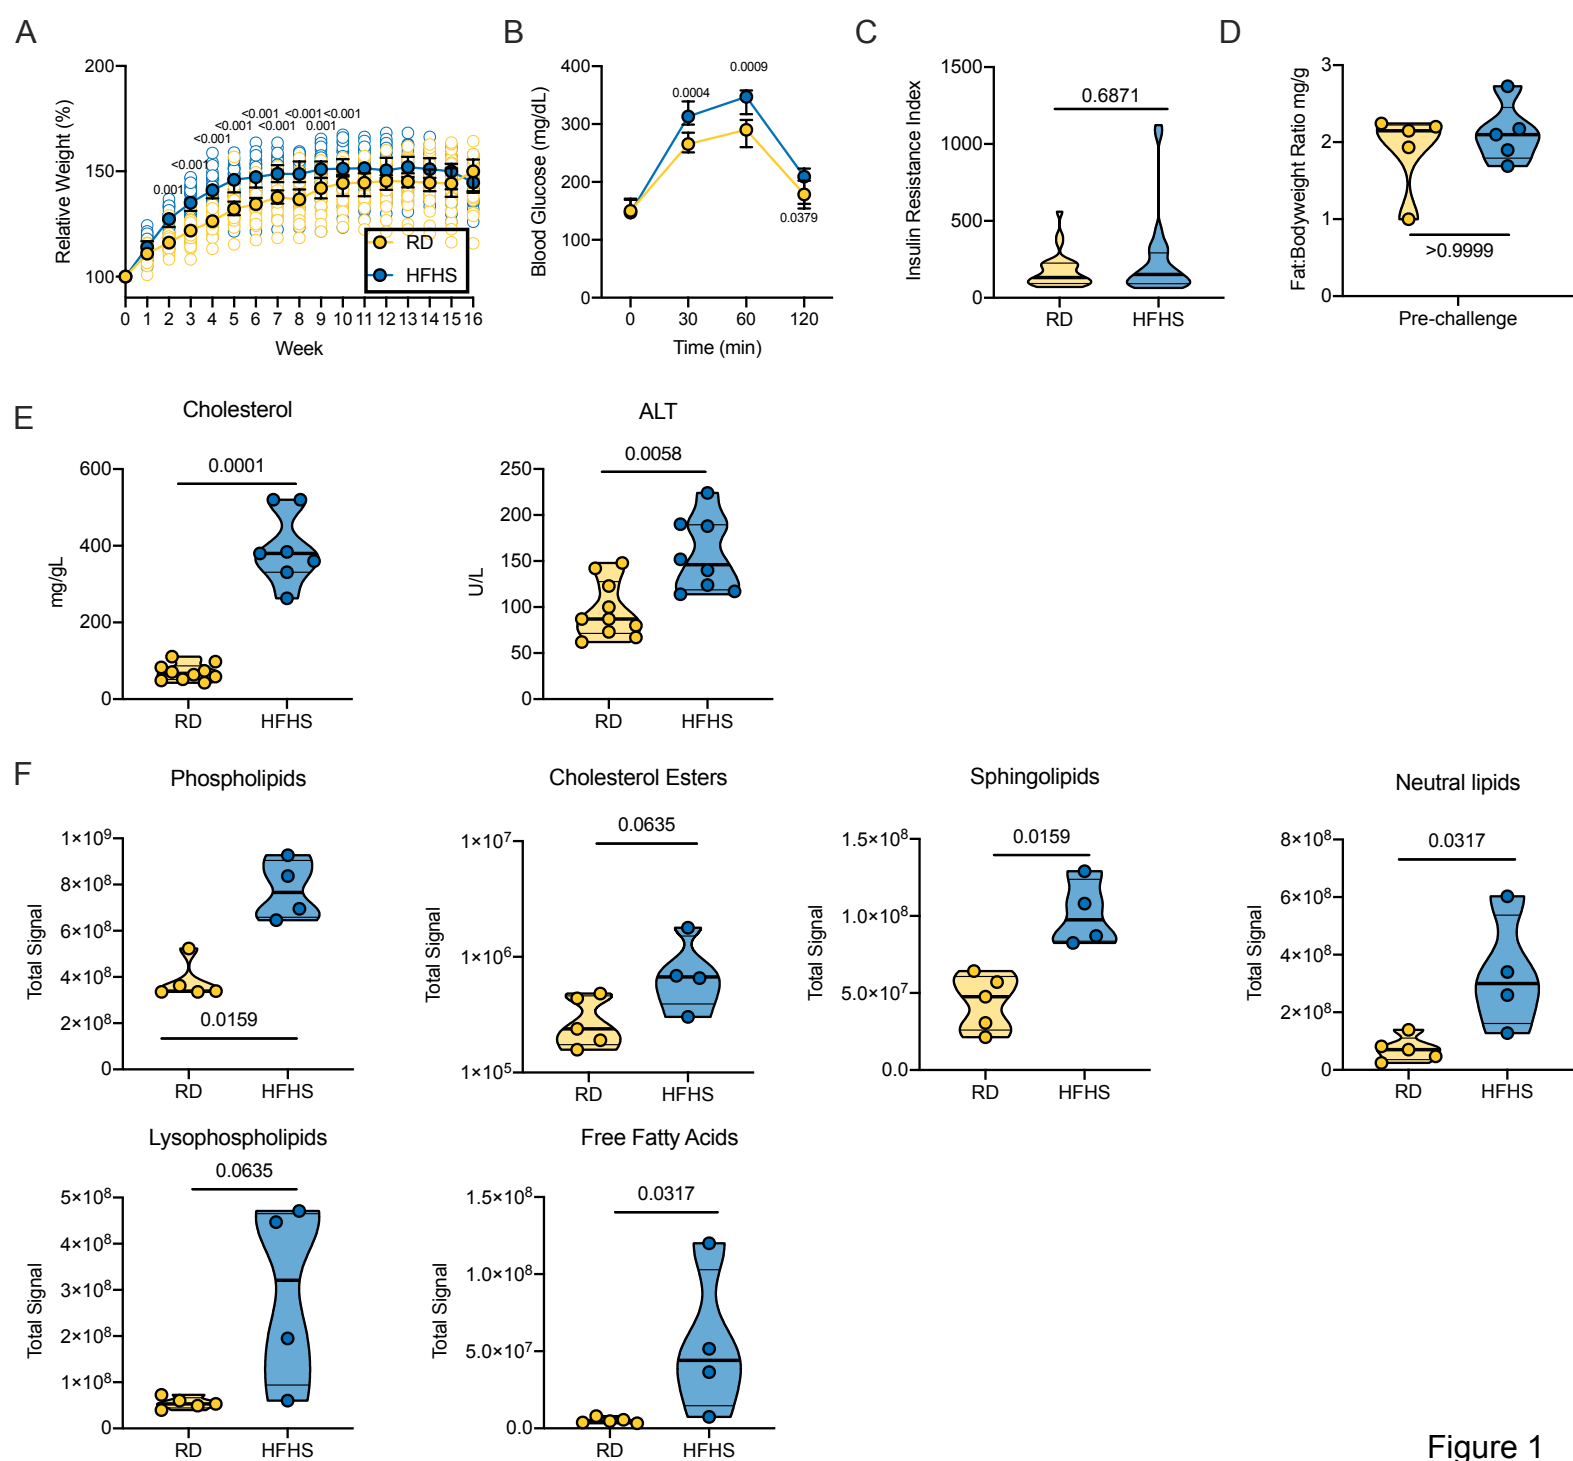 A
200
150
100
Relative Weight (%)
0.001
<0.001
<0.001
<0.001
<0.001
<0.001
<0.001
<0.001
0.001
<0.001
RD
HFHS
0 1 2 3 4 5 6 7 8 9 10 11 12 13 14 15 16
Week
B
400
300
200
100
0
Blood Glucose (mg/dL)
0.0004
0.0009
0.0379
0 30 60 120
Time (min)
C
1500
1000
500
0
Insulin Resistance Index
0.6871
RD HFHS
D
3
2
1
0
Fat:Bodyweight Ratio mg/g
>0.9999
Pre-challenge
E
Cholesterol
600
400
200
0
mg/gL
0.0001
RD HFHS
ALT
250
200
150
100
50
0
U/L
0.0058
RD HFHS
F
Phospholipids
1×10⁹
8×10⁸
6×10⁸
4×10⁸
2×10⁸
0
Total Signal
0.0159
RD HFHS
Cholesterol Esters
1×10⁷
1×10⁶
1×10⁵
Total Signal
0.0635
RD HFHS
Sphingolipids
1.5×10⁸
1.0×10⁸
5.0×10⁷
0.0
Total Signal
0.0159
RD HFHS
Neutral lipids
8×10⁸
6×10⁸
4×10⁸
2×10⁸
0
Total Signal
0.0317
RD HFHS
Lysophospholipids
5×10⁸
4×10⁸
3×10⁸
2×10⁸
1×10⁸
0
Total Signal
0.0635
RD HFHS
Free Fatty Acids
1.5×10⁸
1.0×10⁸
5.0×10⁷
0.0
Total Signal
0.0317
RD HFHS
Figure 1